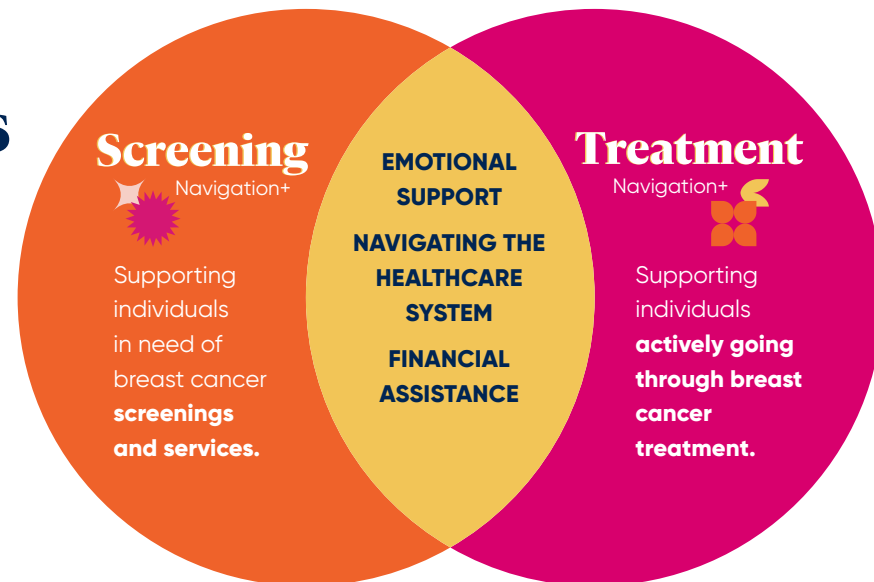 s
Screening
Navigation+
Supporting
individuals
in need of
breast cancer
screenings
and services.
EMOTIONAL
SUPPORT
NAVIGATING THE
HEALTHCARE
SYSTEM
FINANCIAL
ASSISTANCE
Treatment
Navigation+
Supporting
individuals
actively going
through breast
cancer
treatment.